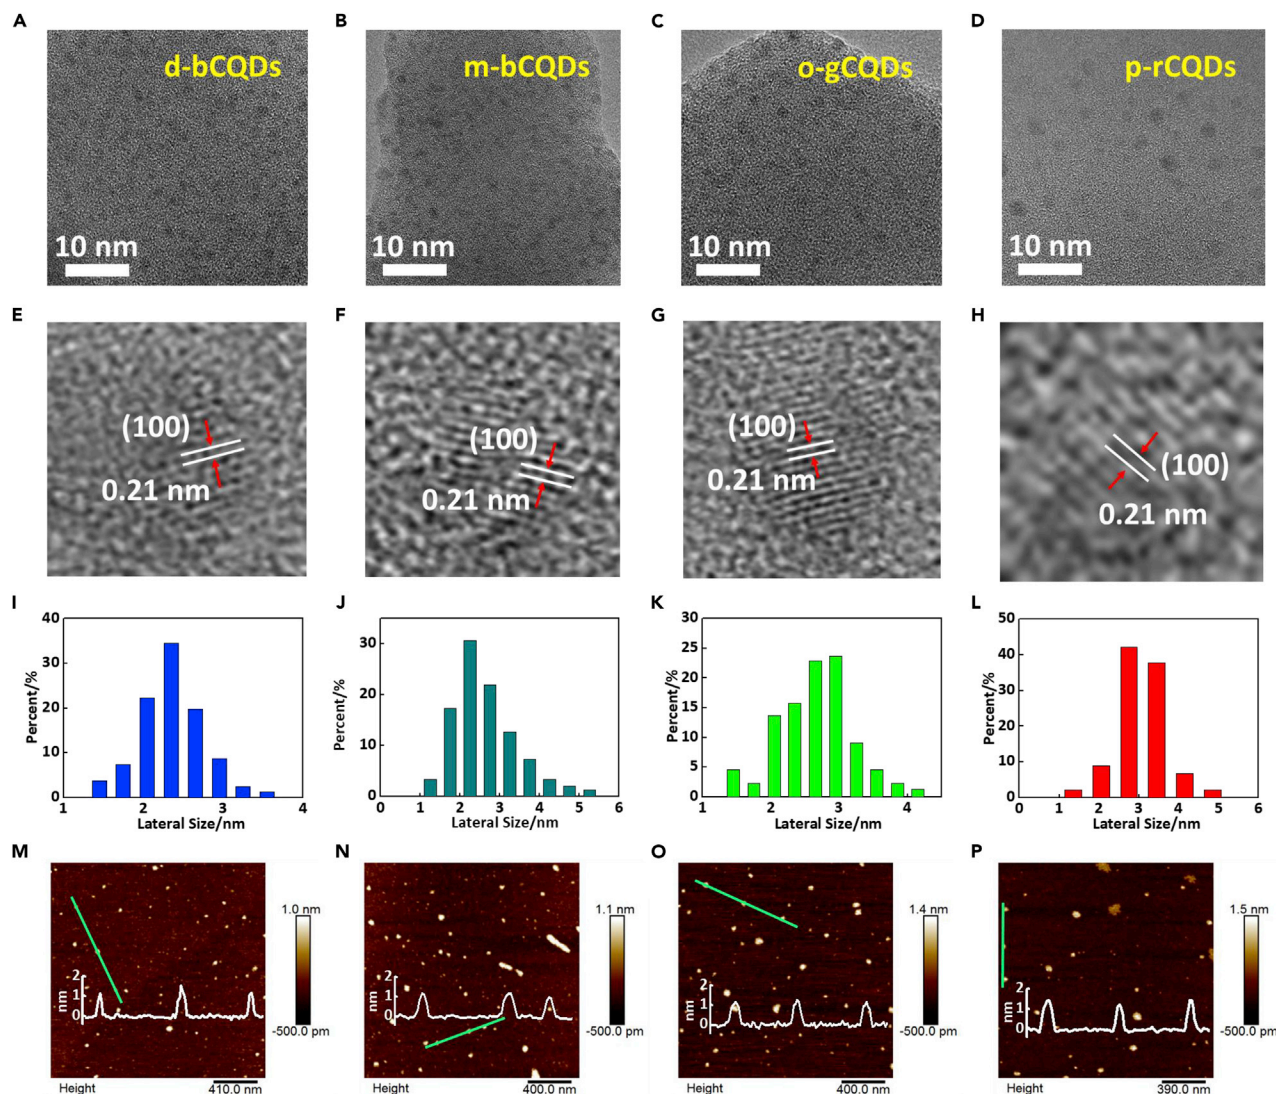 A
B
C
D
d-bCQDs
m-bCQDs
o-gCQDs
p-rCQDs
10 nm
10 nm
10 nm
10 nm
E
F
G
H
(100)
0.21 nm
(100)
0.21 nm
(100)
0.21 nm
(100)
0.21 nm
I
J
K
L
Percent/%
40
30
20
10
0
1
2
3
4
Lateral Size/nm
Percent/%
30
20
10
0
0
1
2
3
4
5
6
Lateral Size/nm
Percent/%
30
25
20
15
10
5
0
1
2
3
4
Lateral Size/nm
Percent/%
50
40
30
20
10
0
0
1
2
3
4
5
6
Lateral Size/nm
M
N
O
P
nm
2
1
0
Height
410.0 nm
1.0 nm
-500.0 pm
nm
2
1
0
Height
400.0 nm
1.1 nm
-500.0 pm
nm
2
1
0
Height
400.0 nm
1.4 nm
-500.0 pm
nm
2
1
0
Height
390.0 nm
1.5 nm
-500.0 pm